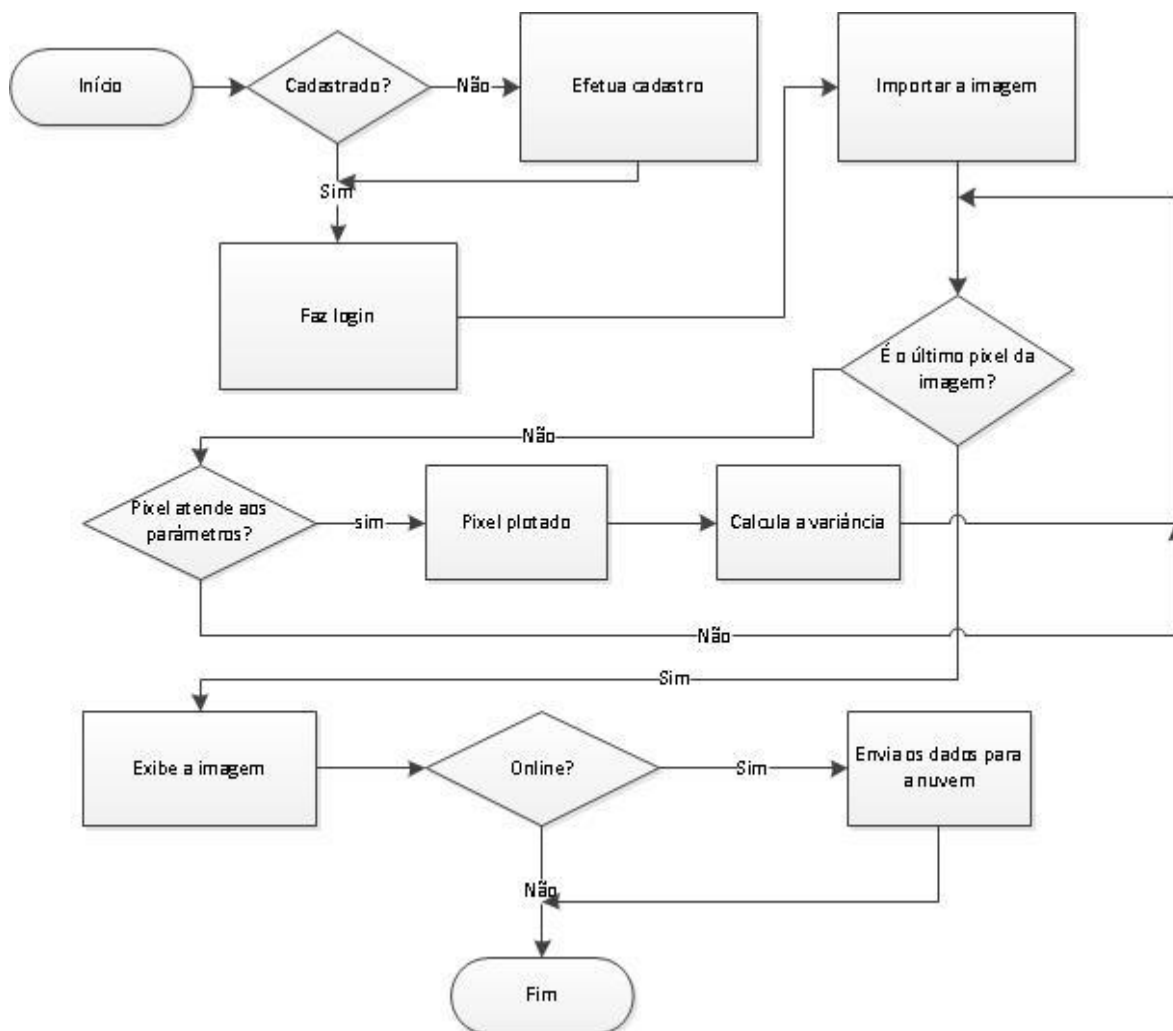 Início
Cadastrado?
Não
Efetua cadastro
Importar a imagem
Sim
Faz login
É o último pixel da
imagem?
Não
Pixel atende aos
parâmetros?
sim
Pixel plotado
Calcula a variância
Não
Sim
Exibe a imagem
Online?
Sim
Envia os dados para
a nuvem
Não
Fim